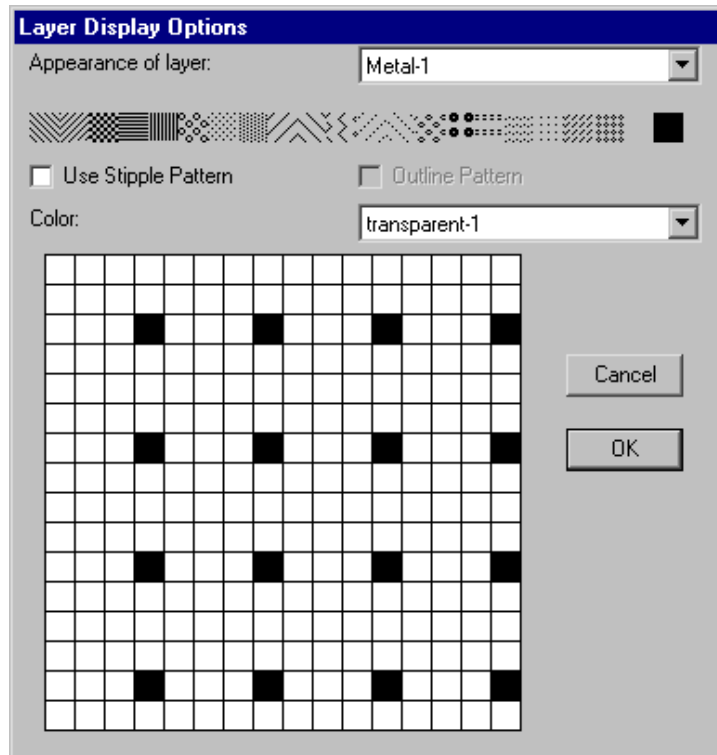 Layer Display Options
Appearance of layer: Metal-1
Use Stipple Pattern Outline Pattern
Color: transparent-1
Cancel
OK